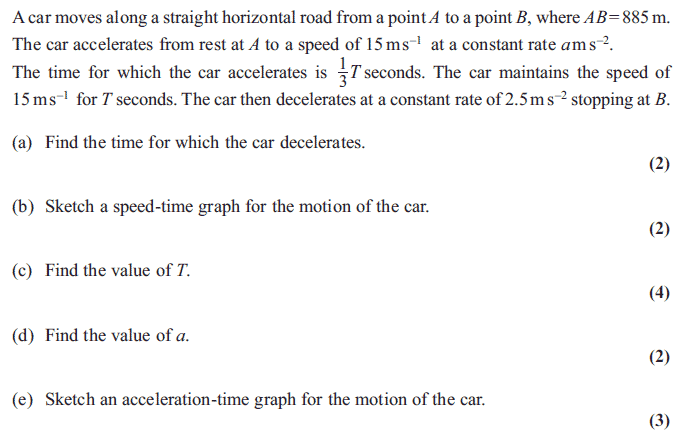 A car moves along a straight horizontal road from a point A to a point B, where AB=885 m.
The car accelerates from rest at A to a speed of 15 m s⁻¹ at a constant rate a m s⁻².
The time for which the car accelerates is 1/3 T seconds. The car maintains the speed of
15 m s⁻¹ for T seconds. The car then decelerates at a constant rate of 2.5 m s⁻² stopping at B.
(a) Find the time for which the car decelerates.
(2)
(b) Sketch a speed-time graph for the motion of the car.
(2)
(c) Find the value of T.
(4)
(d) Find the value of a.
(2)
(e) Sketch an acceleration-time graph for the motion of the car.
(3)